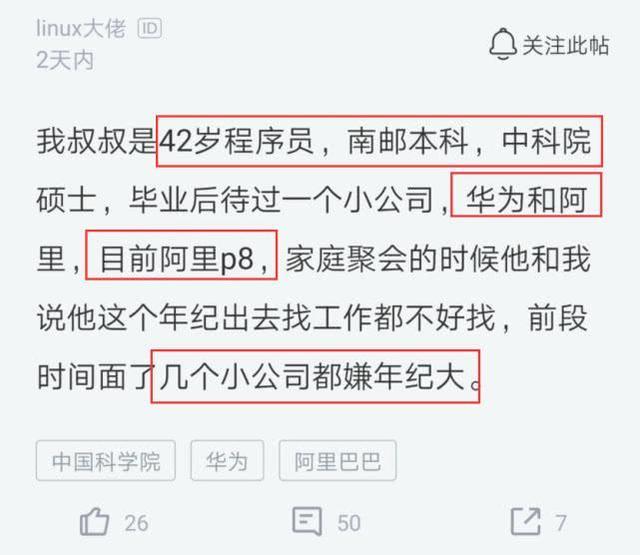 linux大佬 ID
2天内
关注此帖
我叔叔是42岁程序员，南邮本科，中科院
硕士，毕业后待过一个小公司，华为和阿
里，目前阿里p8，家庭聚会的时候他和我
说他这个年纪出去找工作都不好找，前段
时间面了几个小公司都嫌年纪大。
中国科学院 华为 阿里巴巴
26 50 7